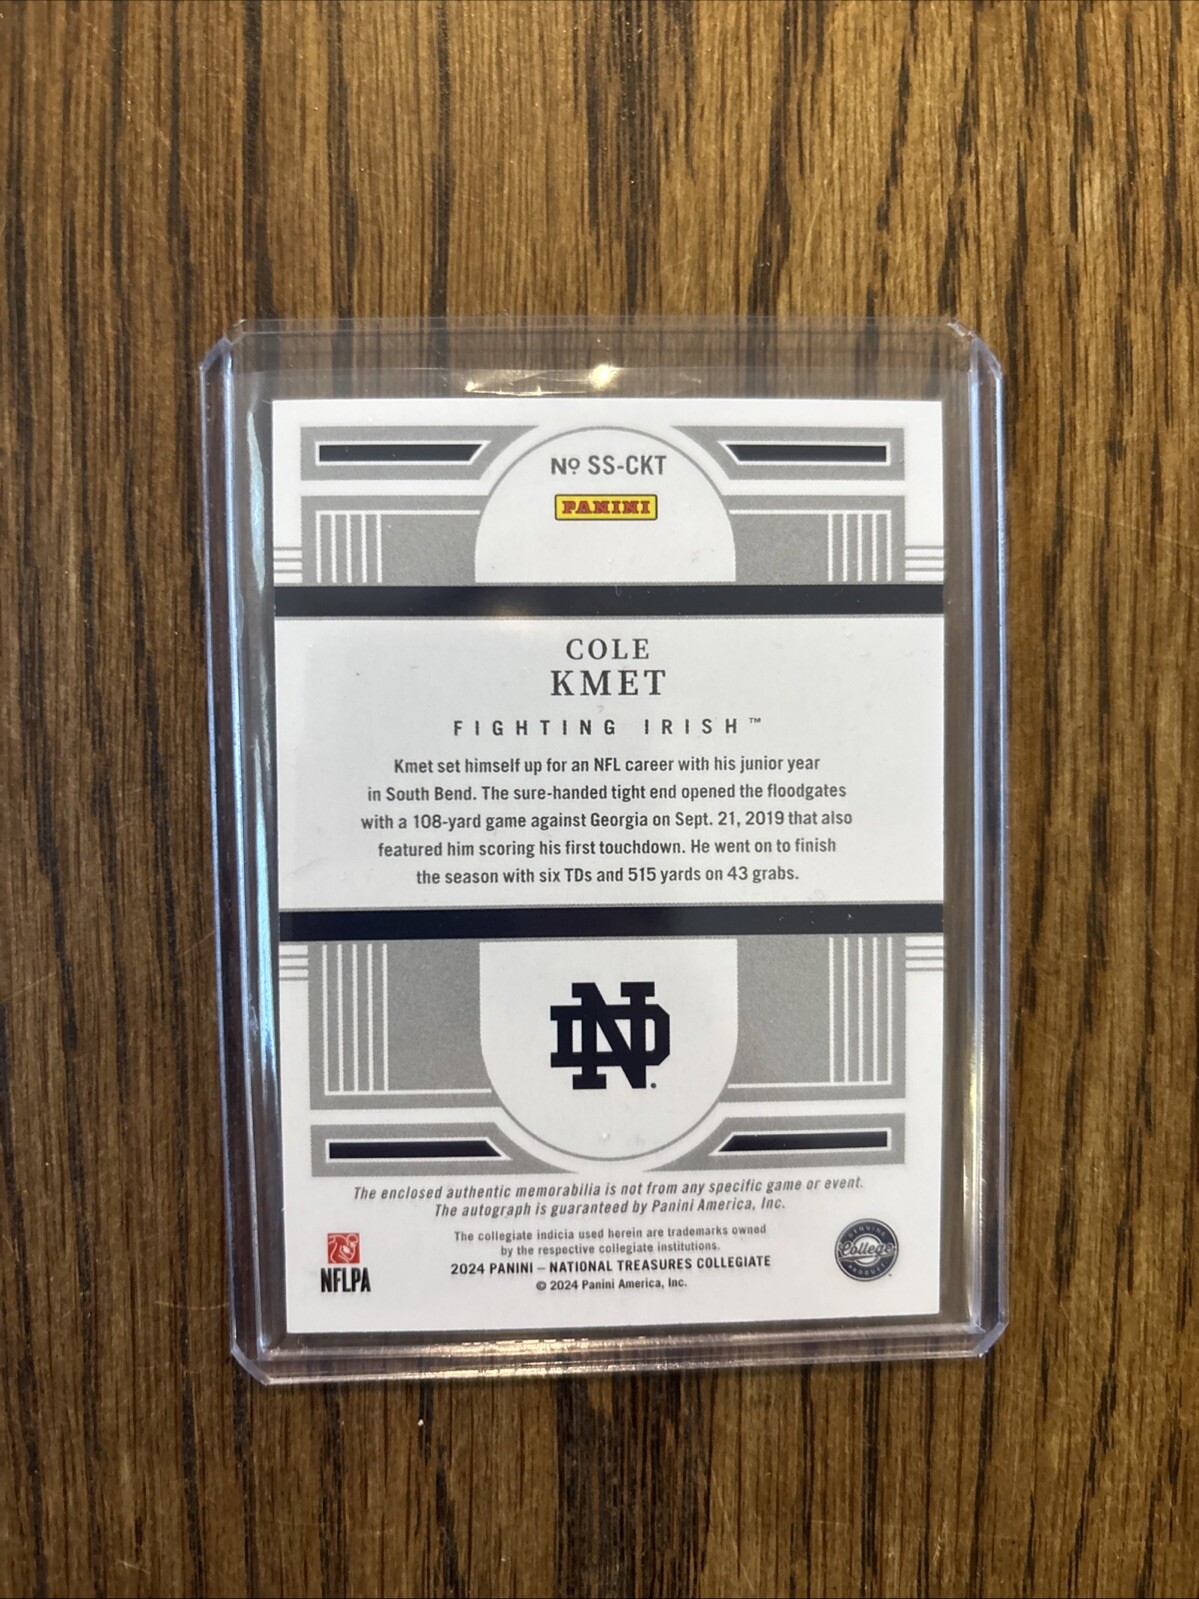 Nº SS-CKT
PANINI
COLE
KMET
FIGHTING IRISH™
Kmet set himself up for an NFL career with his junior year
in South Bend. The sure-handed tight end opened the floodgates
with a 108-yard game against Georgia on Sept. 21, 2019 that also
featured him scoring his first touchdown. He went on to finish
the season with six TDs and 515 yards on 43 grabs.
ND
The enclosed authentic memorabilia is not from any specific game or event.
The autograph is guaranteed by Panini America, Inc.
The collegiate indicia used herein are trademarks owned
by the respective collegiate institutions.
2024 PANINI – NATIONAL TREASURES COLLEGIATE
© 2024 Panini America, Inc.
NFLPA
GENUINE
College
PRODUCT